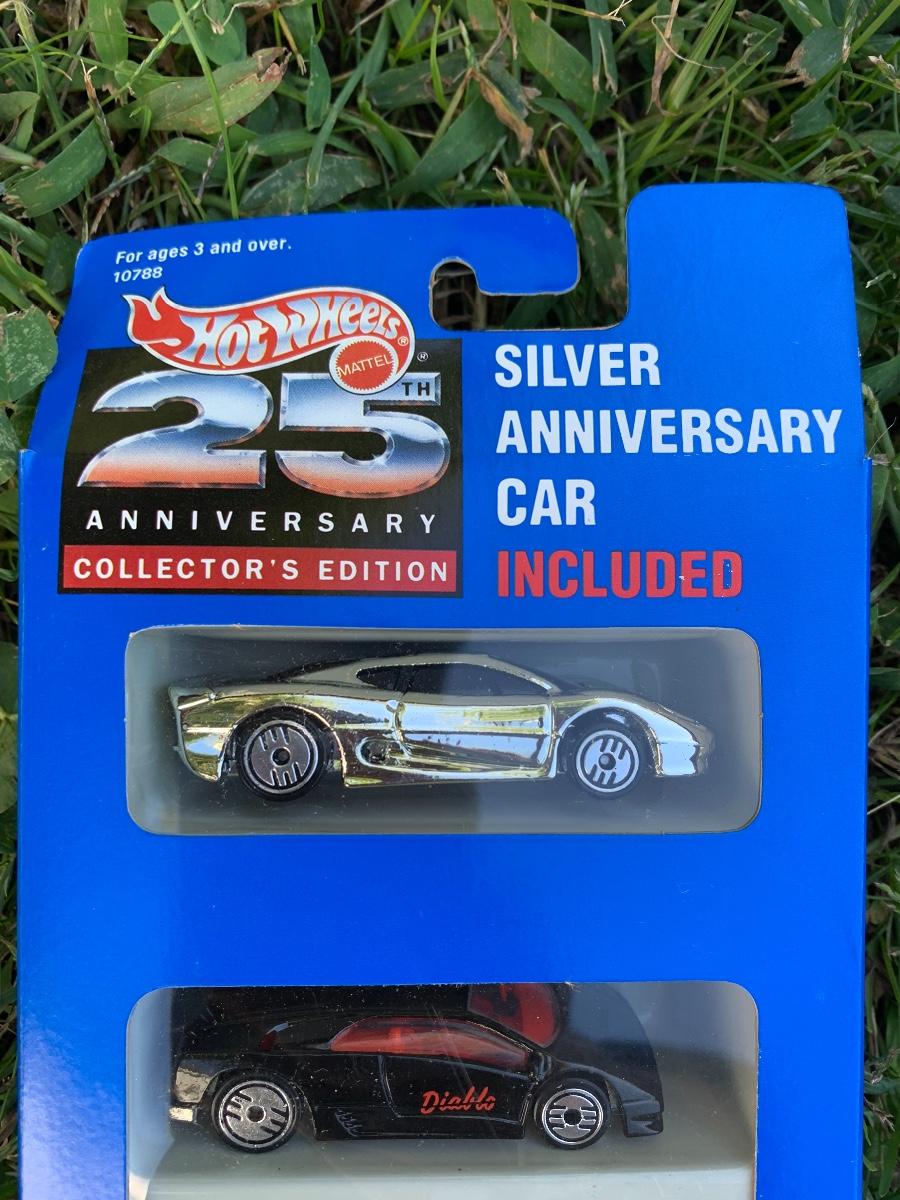 For ages 3 and over.
10788
HOT WHEELS®
MATTEL ®
25TH
ANNIVERSARY
COLLECTOR'S EDITION
SILVER
ANNIVERSARY
CAR
INCLUDED
Diablo